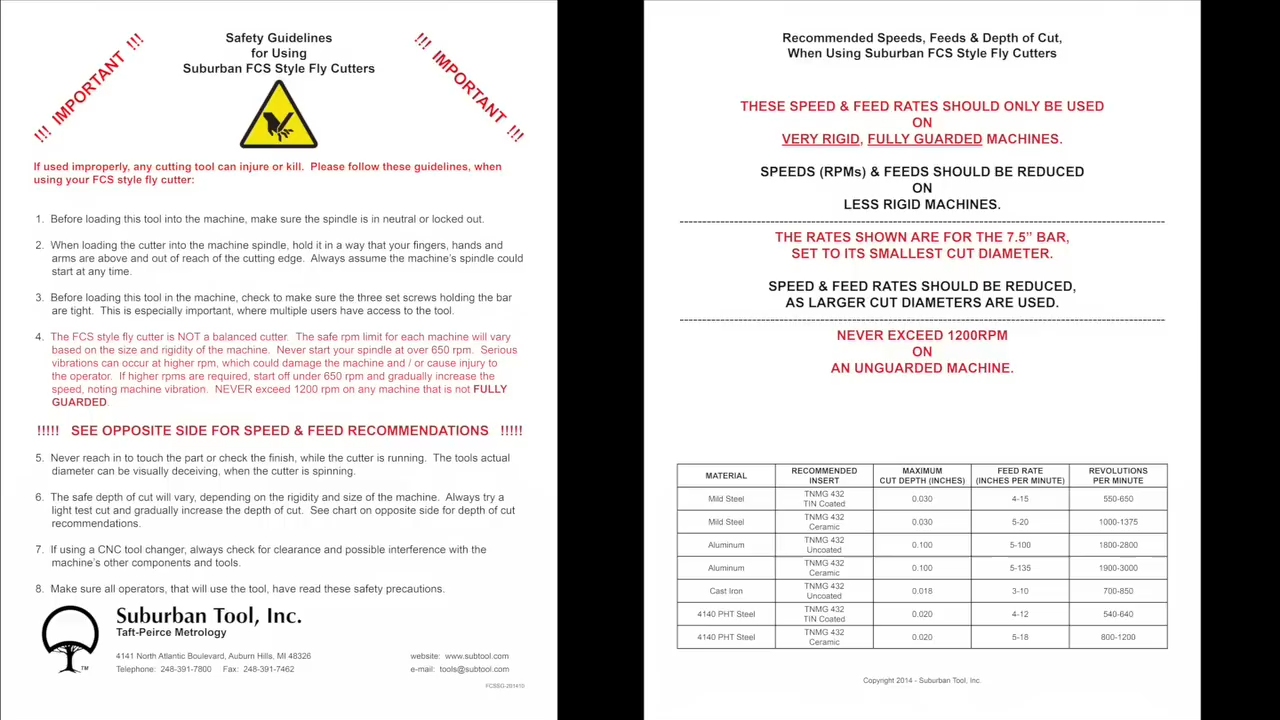 !!! IMPORTANT !!!
Safety Guidelines
for Using
Suburban FCS Style Fly Cutters
!!! IMPORTANT !!!
If used improperly, any cutting tool can injure or kill. Please follow these guidelines, when
using your FCS style fly cutter:
1. Before loading this tool into the machine, make sure the spindle is in neutral or locked out.
2. When loading the cutter into the machine spindle, hold it in a way that your fingers, hands and
arms are above and out of reach of the cutting edge. Always assume the machine's spindle could
start at any time.
3. Before loading this tool in the machine, check to make sure the three set screws holding the bar
are tight. This is especially important, where multiple users have access to the tool.
4. The FCS style fly cutter is NOT a balanced cutter. The safe rpm limit for each machine will vary
based on the size and rigidity of the machine. Never start your spindle at over 650 rpm. Serious
vibrations can occur at higher rpm, which could damage the machine and / or cause injury to
the operator. If higher rpms are required, start off under 650 rpm and gradually increase the
speed, noting machine vibration. NEVER exceed 1200 rpm on any machine that is not FULLY
GUARDED.
!!!!! SEE OPPOSITE SIDE FOR SPEED & FEED RECOMMENDATIONS !!!!!
5. Never reach in to touch the part or check the finish, while the cutter is running. The tools actual
diameter can be visually deceiving, when the cutter is spinning.
6. The safe depth of cut will vary, depending on the rigidity and size of the machine. Always try a
light test cut and gradually increase the depth of cut. See chart on opposite side for depth of cut
recommendations.
7. If using a CNC tool changer, always check for clearance and possible interference with the
machine's other components and tools.
8. Make sure all operators, that will use the tool, have read these safety precautions.
Suburban Tool, Inc.
Taft-Peirce Metrology
4141 North Atlantic Boulevard, Auburn Hills, MI 48326
Telephone: 248-391-7800 Fax: 248-391-7462
website: www.subtool.com
e-mail: tools@subtool.com
TM
FCSSG-261410
Recommended Speeds, Feeds & Depth of Cut,
When Using Suburban FCS Style Fly Cutters
THESE SPEED & FEED RATES SHOULD ONLY BE USED
ON
VERY RIGID, FULLY GUARDED MACHINES.
SPEEDS (RPMs) & FEEDS SHOULD BE REDUCED
ON
LESS RIGID MACHINES.
THE RATES SHOWN ARE FOR THE 7.5” BAR,
SET TO ITS SMALLEST CUT DIAMETER.
SPEED & FEED RATES SHOULD BE REDUCED,
AS LARGER CUT DIAMETERS ARE USED.
NEVER EXCEED 1200RPM
ON
AN UNGUARDED MACHINE.
MATERIAL RECOMMENDED INSERT MAXIMUM CUT DEPTH (INCHES) FEED RATE (INCHES PER MINUTE) REVOLUTIONS PER MINUTE
Mild Steel TNMG 432 TIN Coated 0.030 4-15 550-650
Mild Steel TNMG 432 Ceramic 0.030 5-20 1000-1375
Aluminum TNMG 432 Uncoated 0.100 5-100 1800-2800
Aluminum TNMG 432 Ceramic 0.100 5-135 1900-3000
Cast Iron TNMG 432 Uncoated 0.018 3-10 700-850
4140 PHT Steel TNMG 432 TIN Coated 0.020 4-12 540-640
4140 PHT Steel TNMG 432 Ceramic 0.020 5-18 800-1200
Copyright 2014 - Suburban Tool, Inc.